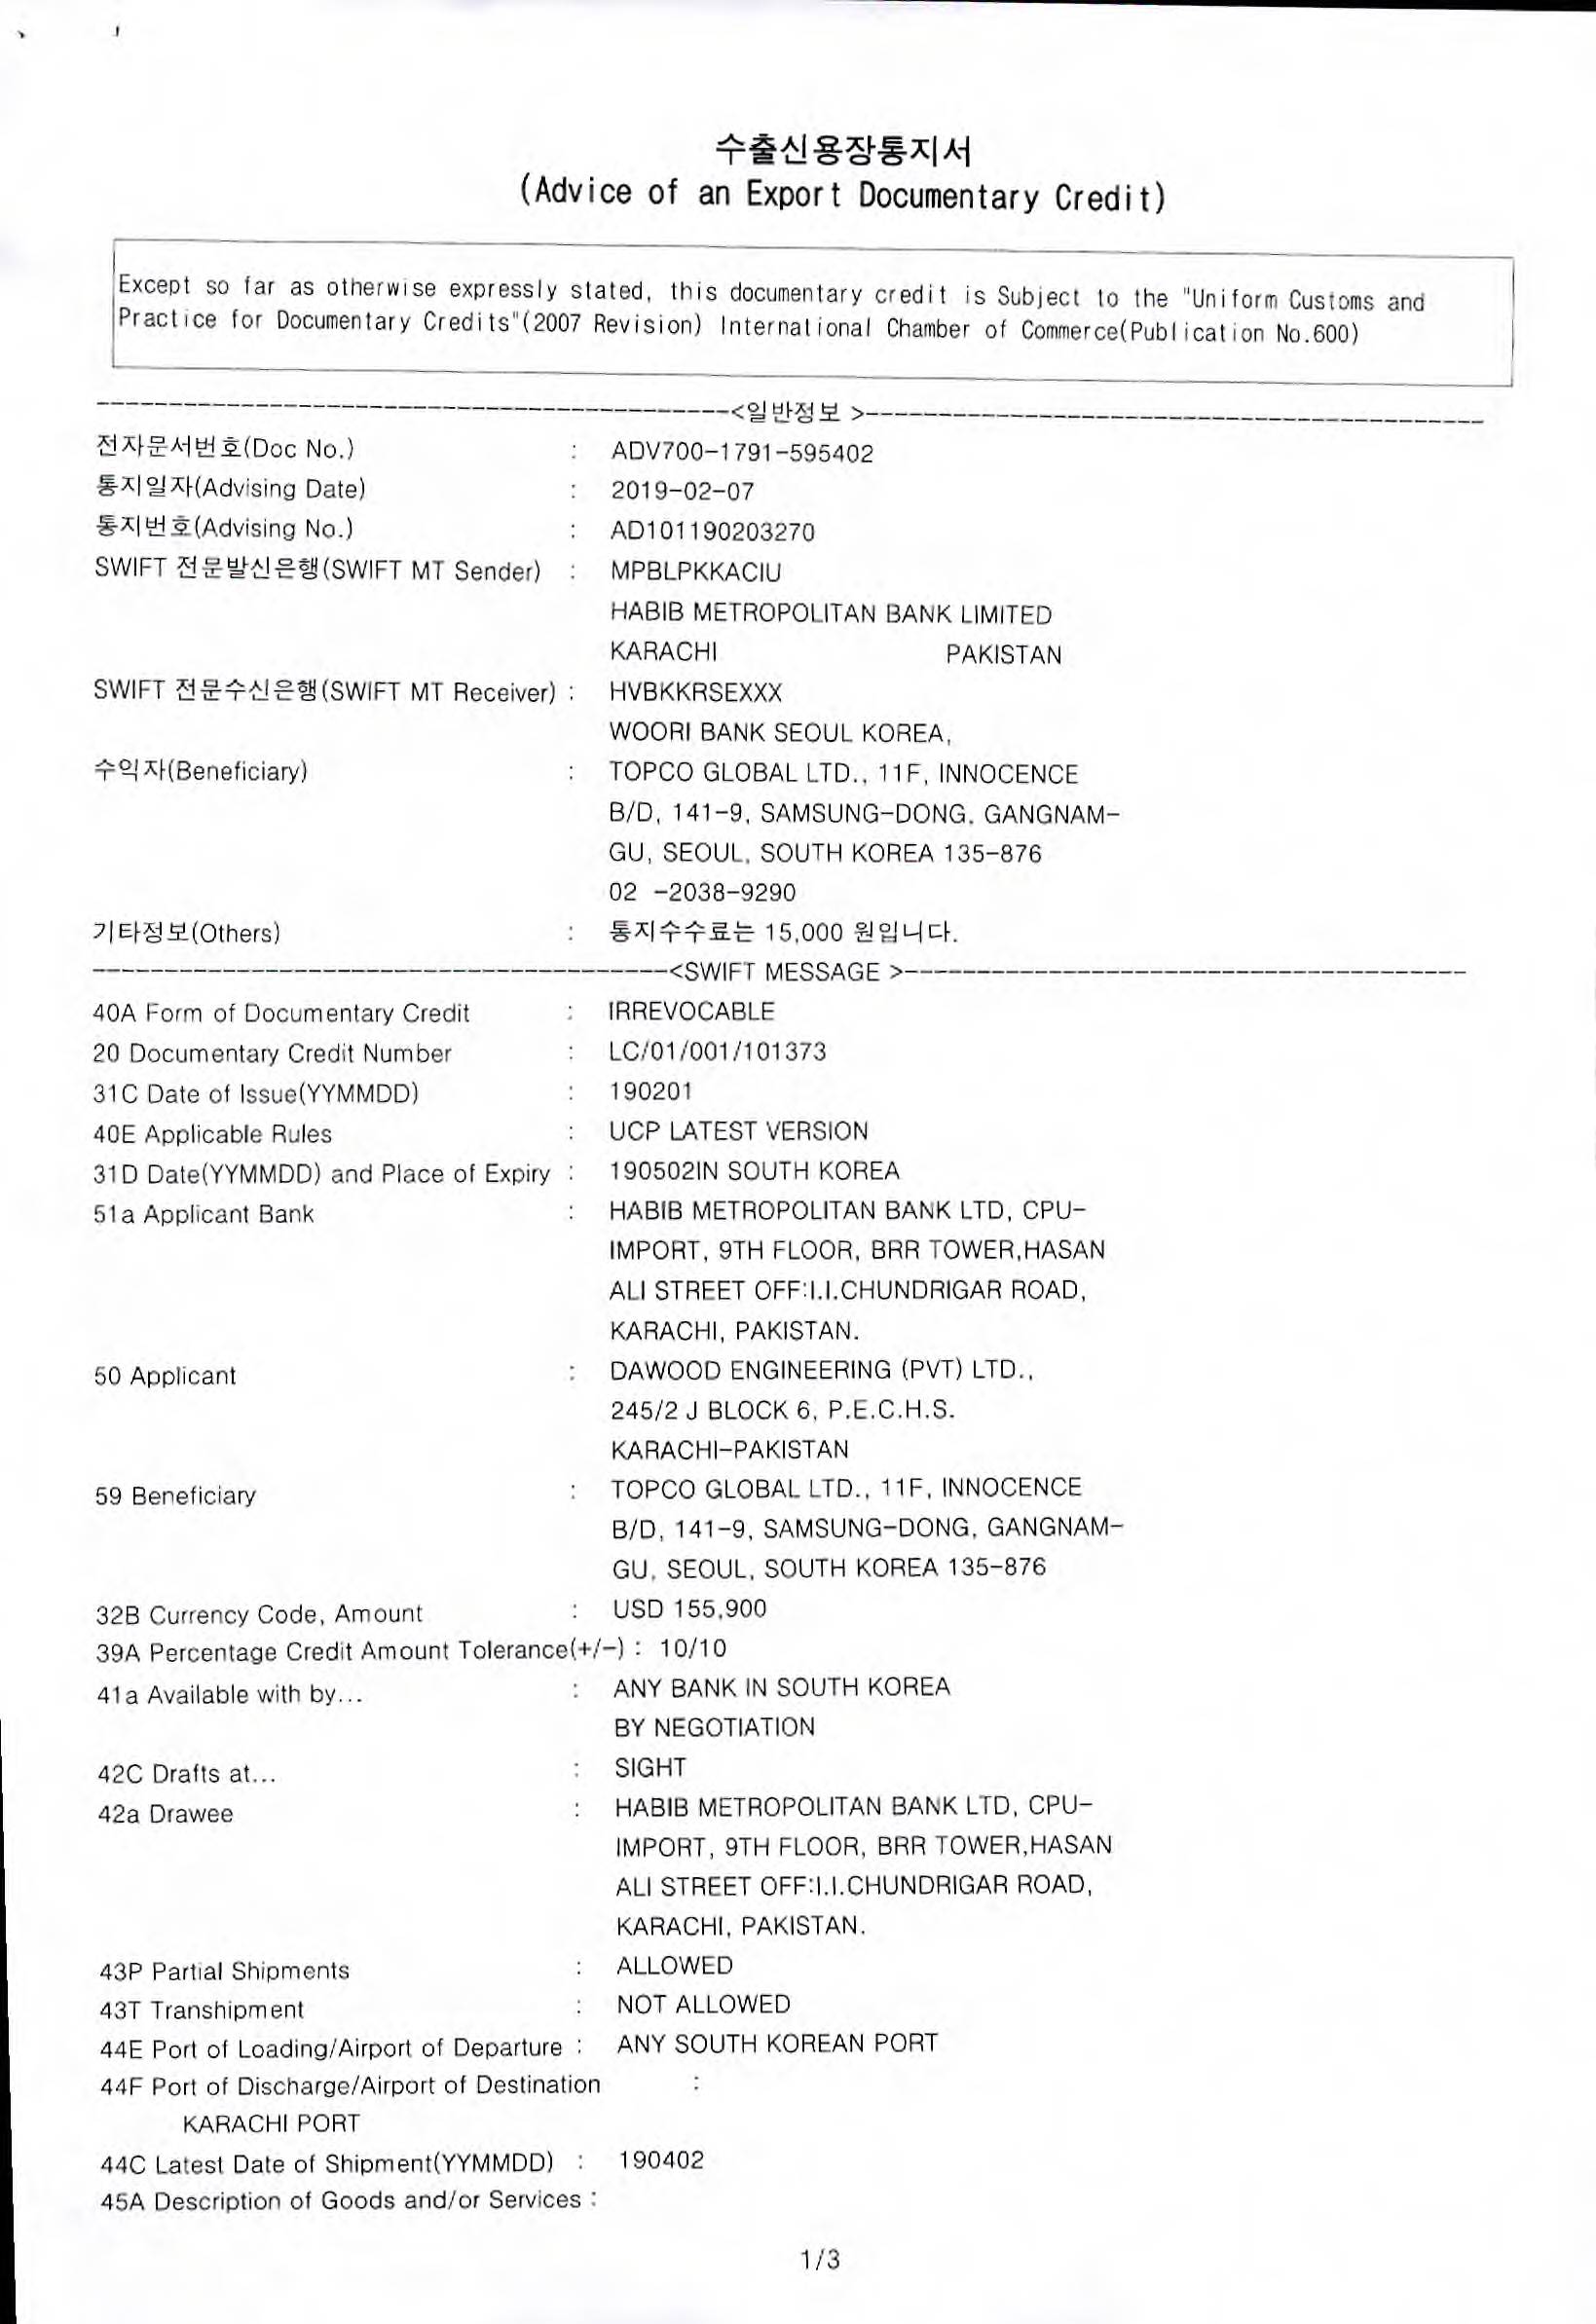 수출신용장통지서
(Advice of an Export Documentary Credit)
Except so far as otherwise expressly stated, this documentary credit is Subject to the "Uniform Customs and
Practice for Documentary Credits"(2007 Revision) International Chamber of Commerce(Publication No.600)
--------------------------------------------<일반정보 >--------------------------------------------
전자문서번호(Doc No.) : ADV700-1791-595402
통지일자(Advising Date) : 2019-02-07
통지번호(Advising No.) : AD101190203270
SWIFT 전문발신은행(SWIFT MT Sender) : MPBLPKKACIU
HABIB METROPOLITAN BANK LIMITED
KARACHI PAKISTAN
SWIFT 전문수신은행(SWIFT MT Receiver) : HVBKKRSEXXX
WOORI BANK SEOUL KOREA,
수익자(Beneficiary) : TOPCO GLOBAL LTD., 11F, INNOCENCE
B/D, 141-9, SAMSUNG-DONG, GANGNAM-
GU, SEOUL, SOUTH KOREA 135-876
02 -2038-9290
기타정보(Others) : 통지수수료는 15,000 원입니다.
----------------------------------------<SWIFT MESSAGE >----------------------------------------
40A Form of Documentary Credit : IRREVOCABLE
20 Documentary Credit Number : LC/01/001/101373
31C Date of Issue(YYMMDD) : 190201
40E Applicable Rules : UCP LATEST VERSION
31D Date(YYMMDD) and Place of Expiry : 190502IN SOUTH KOREA
51a Applicant Bank : HABIB METROPOLITAN BANK LTD, CPU-
IMPORT, 9TH FLOOR, BRR TOWER,HASAN
ALI STREET OFF:I.I.CHUNDRIGAR ROAD,
KARACHI, PAKISTAN.
50 Applicant : DAWOOD ENGINEERING (PVT) LTD.,
245/2 J BLOCK 6, P.E.C.H.S.
KARACHI-PAKISTAN
59 Beneficiary : TOPCO GLOBAL LTD., 11F, INNOCENCE
B/D, 141-9, SAMSUNG-DONG, GANGNAM-
GU, SEOUL, SOUTH KOREA 135-876
32B Currency Code, Amount : USD 155,900
39A Percentage Credit Amount Tolerance(+/-) : 10/10
41a Available with by... : ANY BANK IN SOUTH KOREA
BY NEGOTIATION
42C Drafts at... : SIGHT
42a Drawee : HABIB METROPOLITAN BANK LTD, CPU-
IMPORT, 9TH FLOOR, BRR TOWER,HASAN
ALI STREET OFF:I.I.CHUNDRIGAR ROAD,
KARACHI, PAKISTAN.
43P Partial Shipments : ALLOWED
43T Transhipment : NOT ALLOWED
44E Port of Loading/Airport of Departure : ANY SOUTH KOREAN PORT
44F Port of Discharge/Airport of Destination :
KARACHI PORT
44C Latest Date of Shipment(YYMMDD) : 190402
45A Description of Goods and/or Services :
1/3